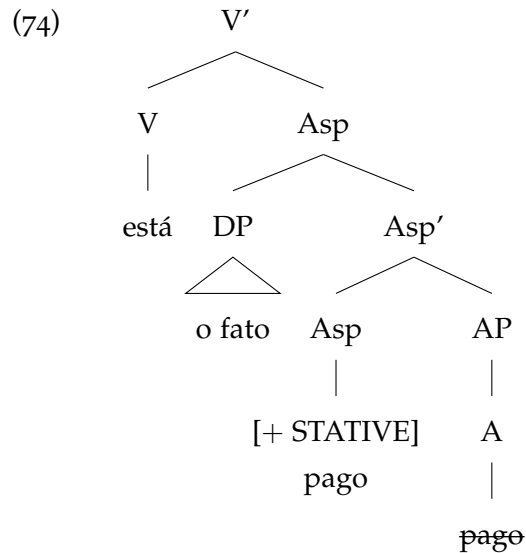 (74) V'
V Asp
está DP Asp'
o fato Asp AP
[+ STATIVE] A
pago
pago